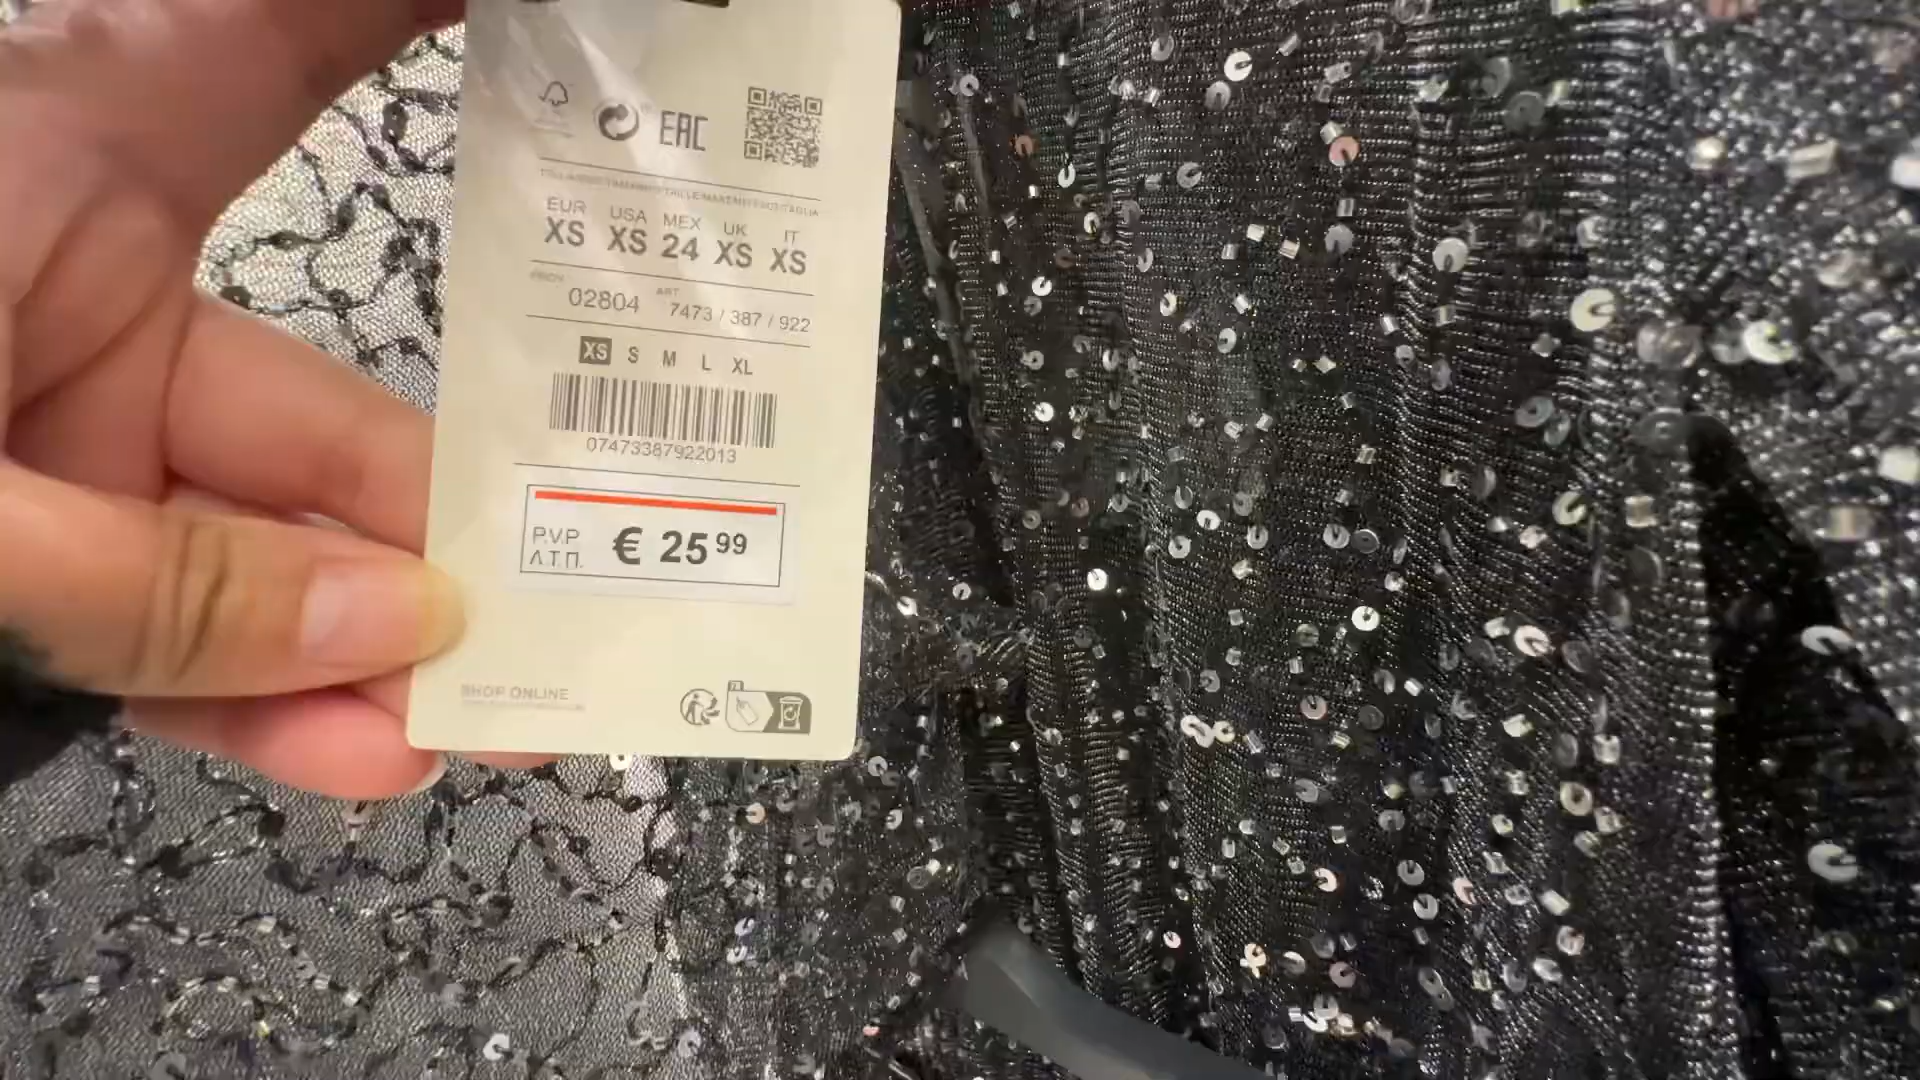 EAC
EUR USA MEX UK IT
XS XS 24 XS XS
02804 ART 7473 / 387 / 922
XS S M L XL
07473387922013
P.V.P € 25 99
Λ.Τ.Π.
SHOP ONLINE